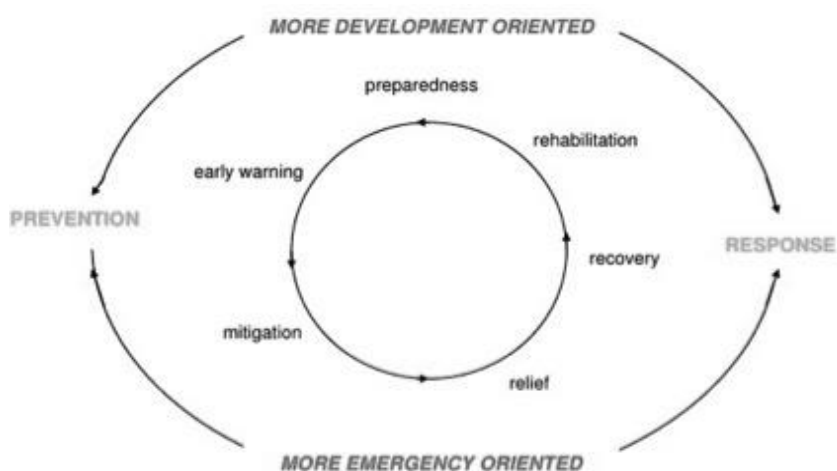 MORE DEVELOPMENT ORIENTED
preparedness
rehabilitation
early warning
PREVENTION
RESPONSE
recovery
mitigation
relief
MORE EMERGENCY ORIENTED